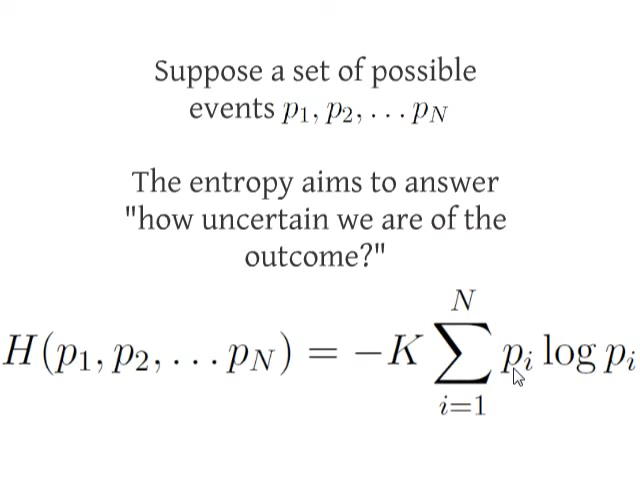 Suppose a set of possible
events p₁, p₂, . . . p_N
The entropy aims to answer
"how uncertain we are of the
outcome?"
H(p₁, p₂, . . . p_N) = −K ∑_{i=1}^{N} p_i log p_i